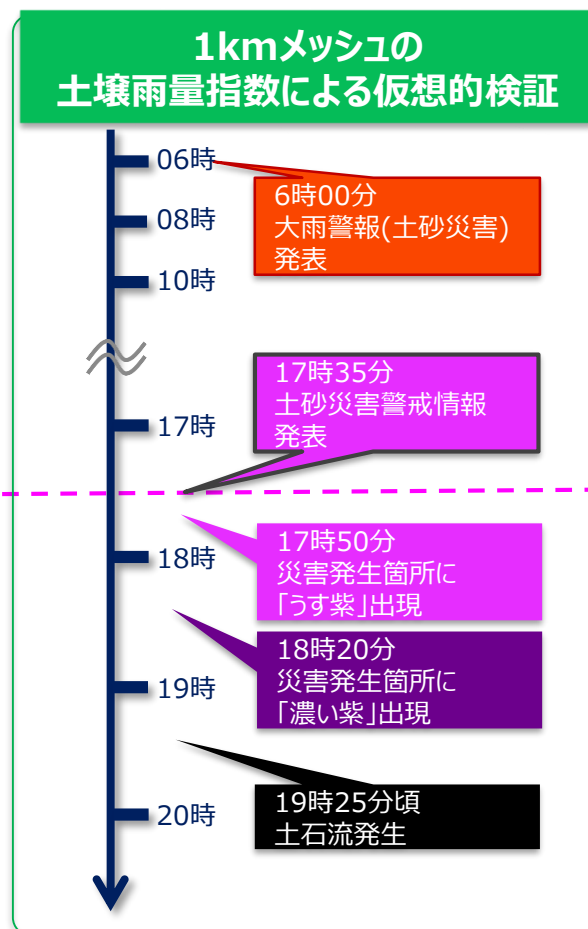 1kmメッシュの
土壌雨量指数による仮想的検証
06時
6時00分
大雨警報(土砂災害)
発表
08時
10時
17時35分
土砂災害警戒情報
発表
17時
17時50分
災害発生箇所に
「うす紫」出現
18時
18時20分
災害発生箇所に
「濃い紫」出現
19時
19時25分頃
土石流発生
20時